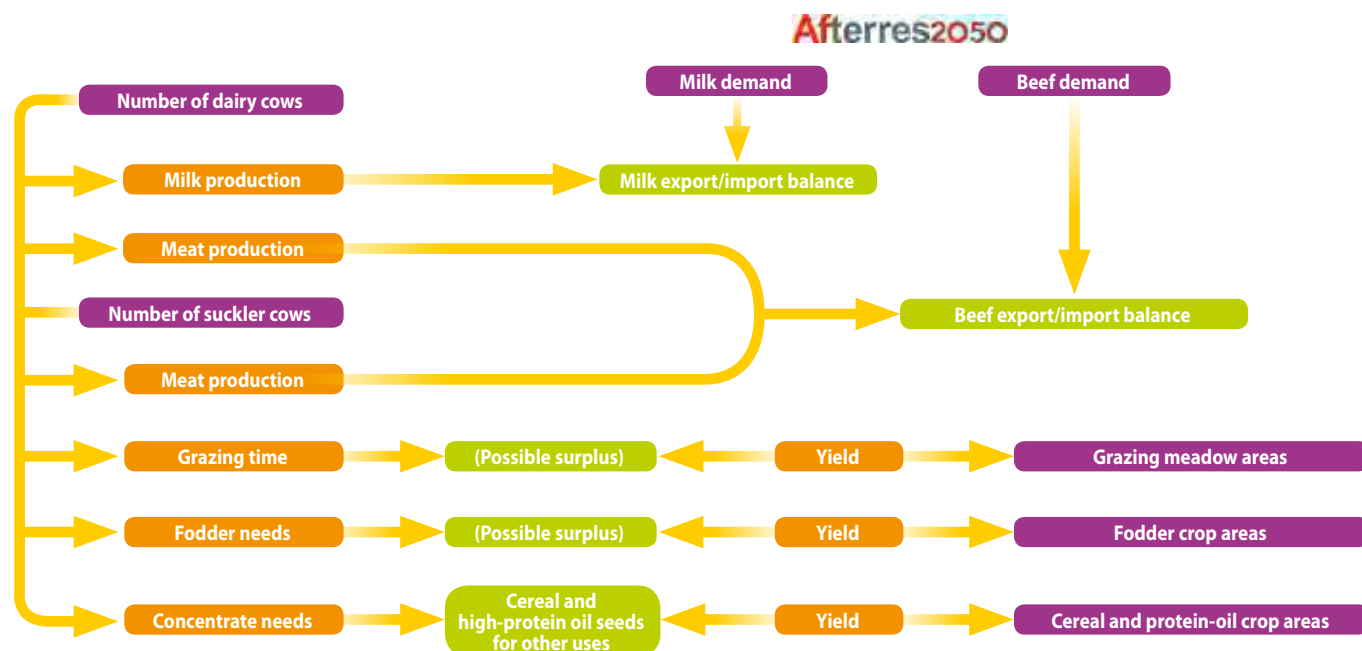 Afterres2050
Number of dairy cows
Milk demand
Beef demand
Milk production
Milk export/import balance
Meat production
Number of suckler cows
Beef export/import balance
Meat production
Grazing time
(Possible surplus)
Yield
Grazing meadow areas
Fodder needs
(Possible surplus)
Yield
Fodder crop areas
Concentrate needs
Cereal and
high-protein oil seeds
for other uses
Yield
Cereal and protein-oil crop areas